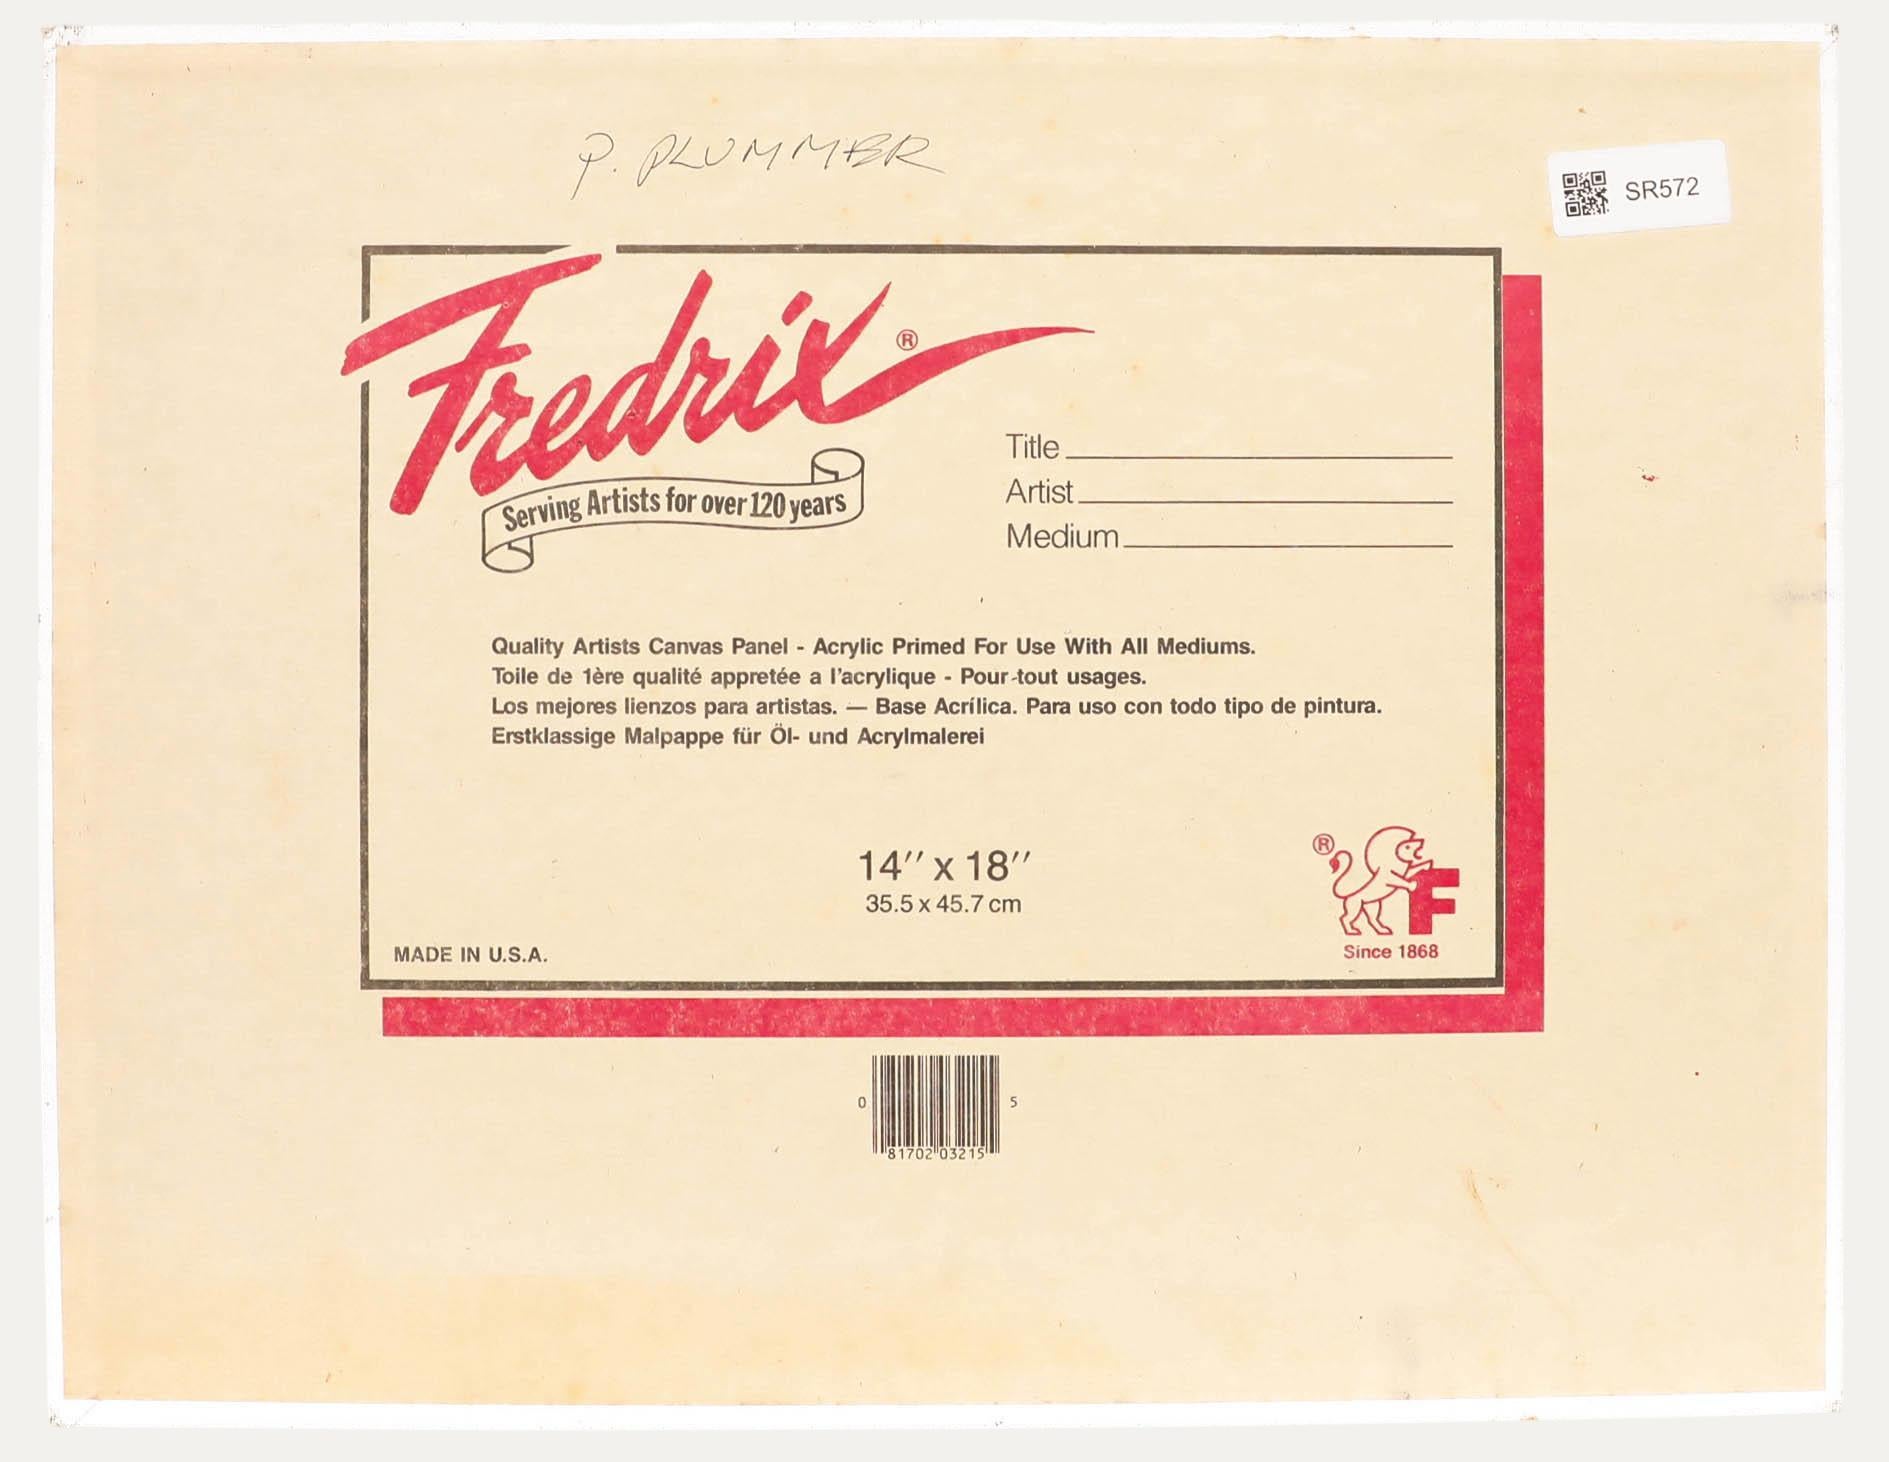 P. PLUMMER
SR572
Fredrix®
Serving Artists for over 120 years
Title
Artist
Medium
Quality Artists Canvas Panel - Acrylic Primed For Use With All Mediums.
Toile de 1ère qualité appretée a l'acrylique - Pour tout usages.
Los mejores lienzos para artistas. — Base Acrílica. Para uso con todo tipo de pintura.
Erstklassige Malpappe für Öl- und Acrylmalerei
14" x 18"
35.5 x 45.7 cm
® F
MADE IN U.S.A.
Since 1868
0 81702 03215 5